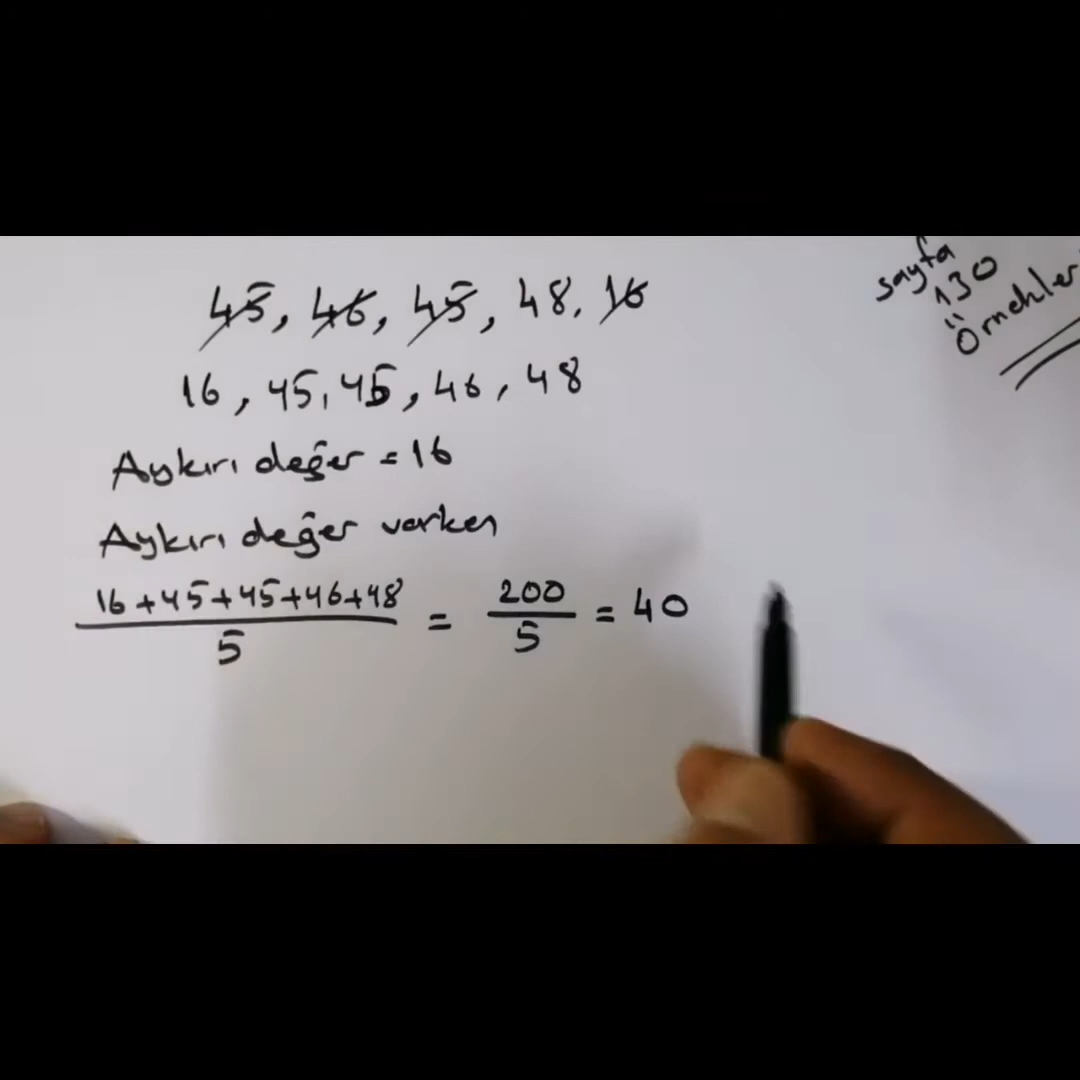 45, 46, 45, 48, 16
sayfa
130
Örnekler
16, 45, 45, 46, 48
Aykırı değer = 16
Aykırı değer varken
16+45+45+46+48
5
=
200
5
= 40